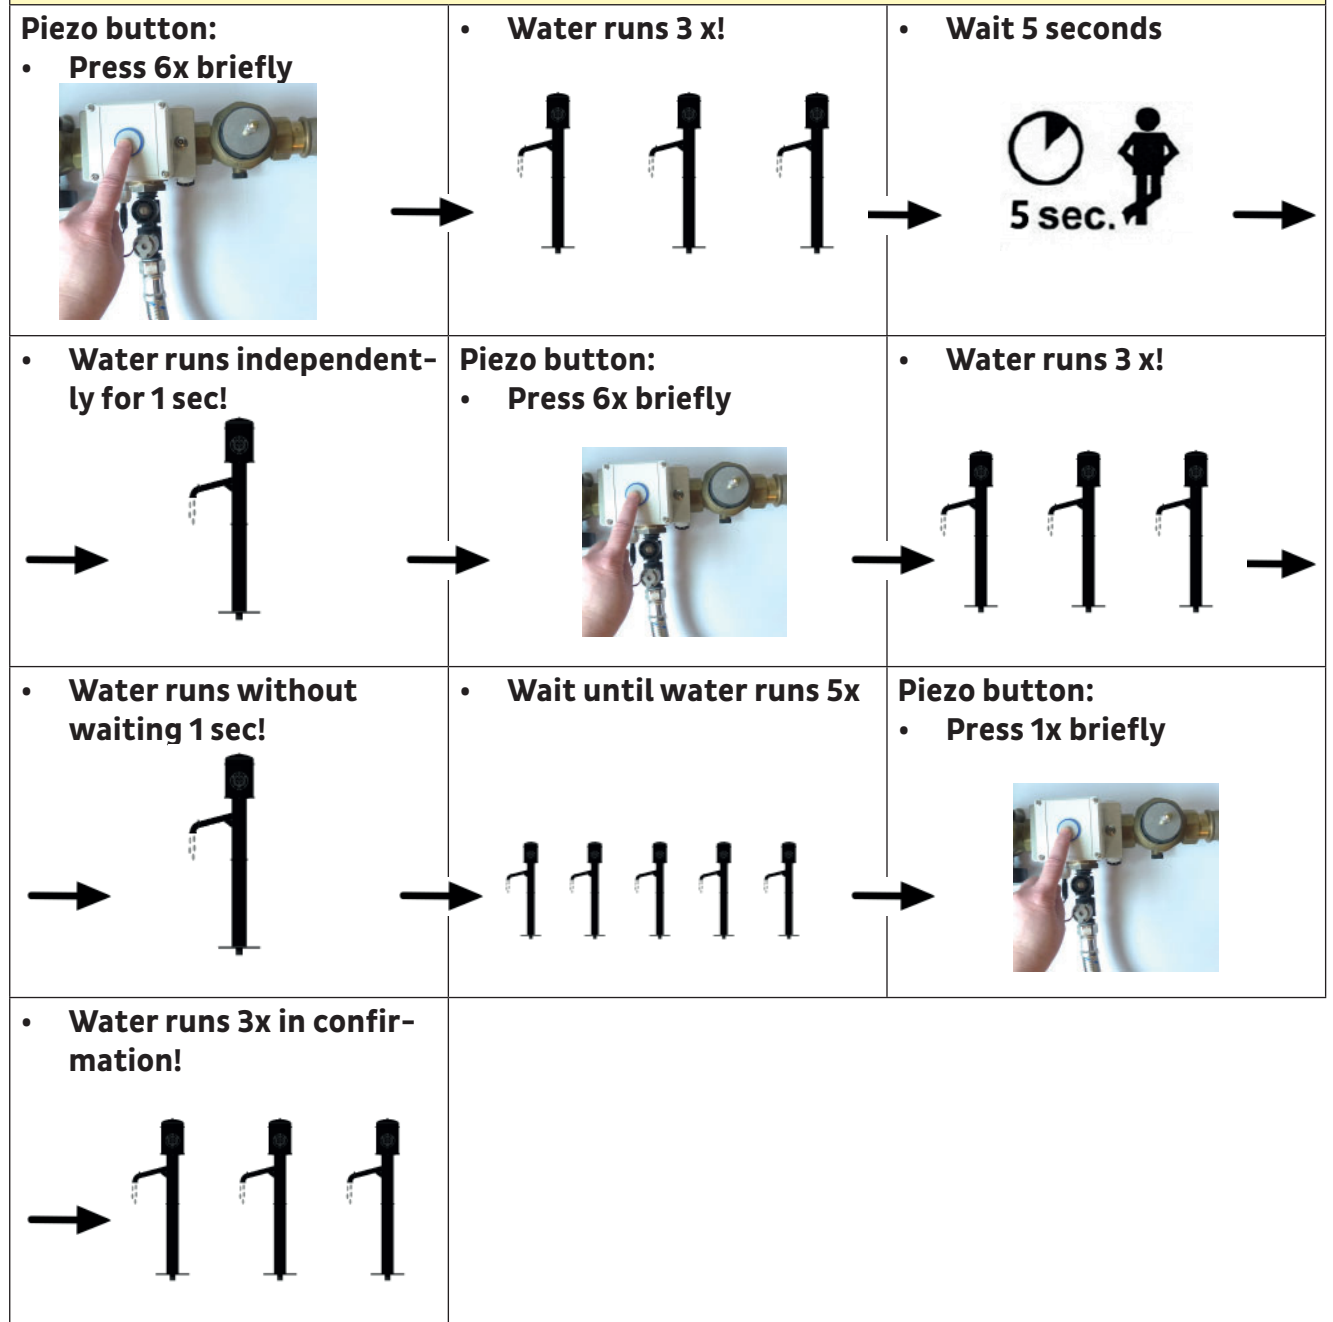 Piezo button:
• Press 6x briefly
• Water runs 3 x!
• Wait 5 seconds
5 sec.
• Water runs independent-
ly for 1 sec!
Piezo button:
• Press 6x briefly
• Water runs 3 x!
• Water runs without
waiting 1 sec!
• Wait until water runs 5x
Piezo button:
• Press 1x briefly
• Water runs 3x in confir-
mation!